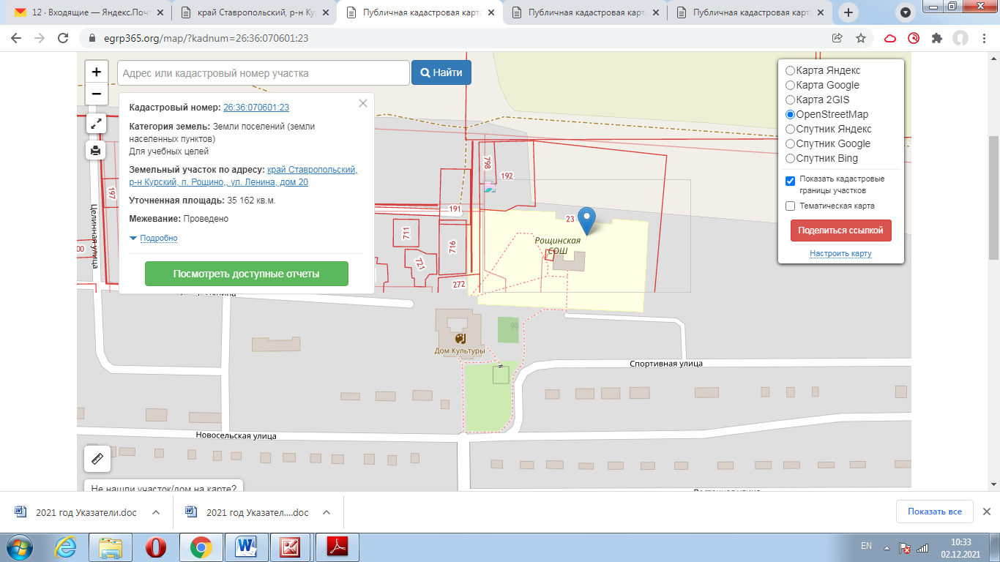 12 · Входящие — Яндекс.Почт
край Ставропольский, р-н Ку
Публичная кадастровая карт
Публичная кадастровая карт
Публичная кадастровая карт
egrp365.org/map/?kadnum=26:36:070601:23
+
−
Адрес или кадастровый номер участка
Найти
Кадастровый номер: 26:36:070601:23
Категория земель: Земли поселений (земли
населенных пунктов)
Для учебных целей
Земельный участок по адресу: край Ставропольский,
р-н Курский, п. Рощино,, ул. Ленина, дом 20
Уточненная площадь: 35 162 кв.м.
Межевание: Проведено
Подробно
Посмотреть доступные отчеты
Карта Яндекс
Карта Google
Карта 2GIS
OpenStreetMap
Спутник Яндекс
Спутник Google
Спутник Bing
Показать кадастровые
границы участков
Тематическая карта
Поделиться ссылкой
Настроить карту
197
Целинная улица
00
798
192
191
23
711
716
721
272
Рощинская
СОШ
Дом Культуры
Спортивная улица
Новосельская улица
Не нашли участок/дом на карте?
2021 год Указатели.doc
2021 год Указател....doc
Показать все
EN
10:33
02.12.2021